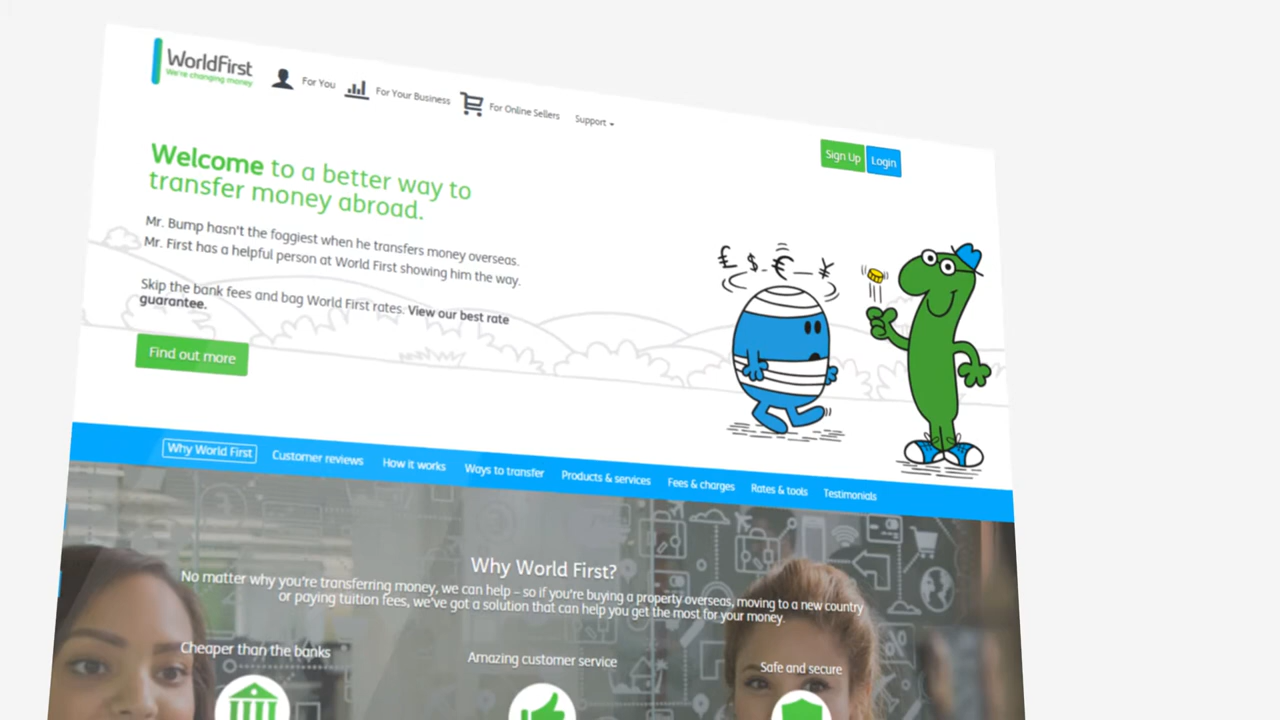 WorldFirst
We're changing money
For You
For Your Business
For Online Sellers
Support
Sign Up
Login
Welcome to a better way to
transfer money abroad.
Mr. Bump hasn't the foggiest when he transfers money overseas.
Mr. First has a helpful person at World First showing him the way.
Skip the bank fees and bag World First rates. View our best rate
guarantee.
Find out more
£ $ € ¥
Why World First
Customer reviews
How it works
Ways to transfer
Products & services
Fees & charges
Rates & tools
Testimonials
Why World First?
No matter why you're transferring money, we can help – so if you're buying a property overseas, moving to a new country
or paying tuition fees, we've got a solution that can help you get the most for your money.
Cheaper than the banks
Amazing customer service
Safe and secure
%